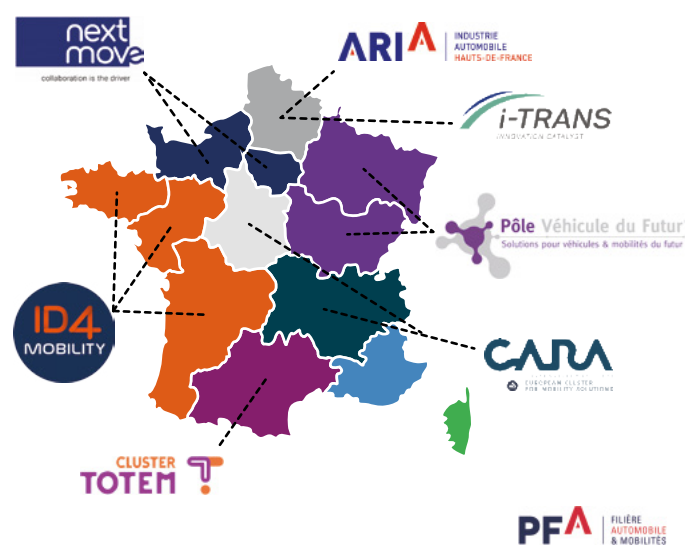 next
move
collaboration is the driver
ARIA
INDUSTRIE
AUTOMOBILE
HAUTS-DE-FRANCE
i-TRANS
INNOVATION CATALYST
Pôle Véhicule du Futur
Solutions pour véhicules & mobilités du futur
ID4
MOBILITY
CARA
EUROPEAN CLUSTER
FOR MOBILITY SOLUTIONS
CLUSTER
TOTEM
PFA
FILIÈRE
AUTOMOBILE
& MOBILITÉS